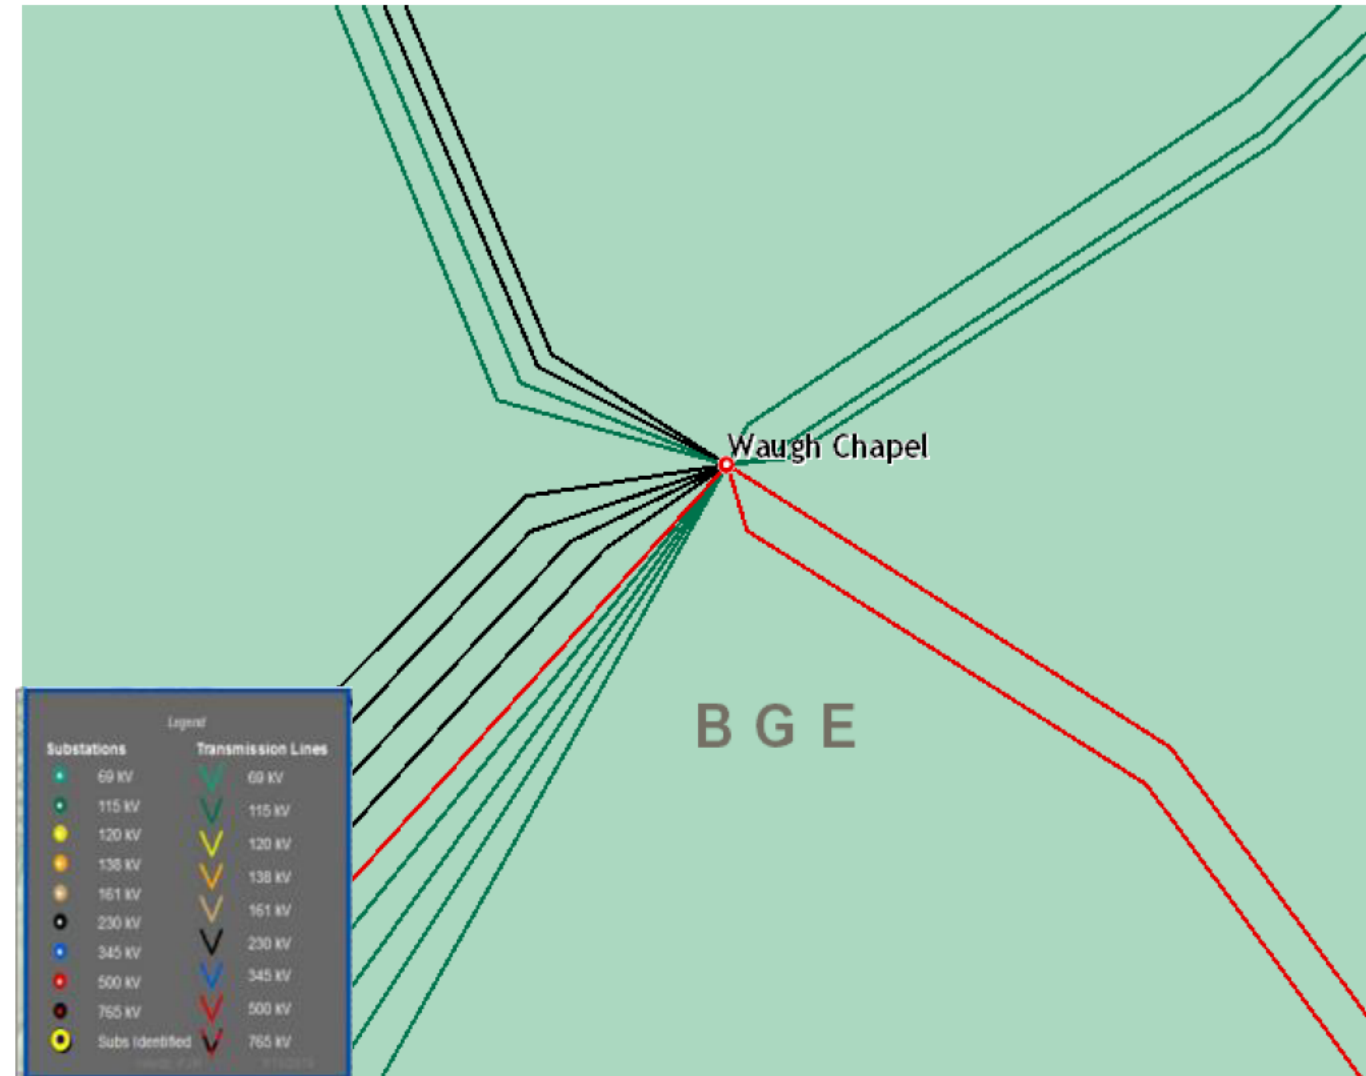 Waugh Chapel
BGE
Legend
Substations
69 kV
115 kV
120 kV
138 kV
161 kV
230 kV
345 kV
500 kV
765 kV
Subs Identified
Transmission Lines
69 kV
115 kV
120 kV
138 kV
161 kV
230 kV
345 kV
500 kV
765 kV